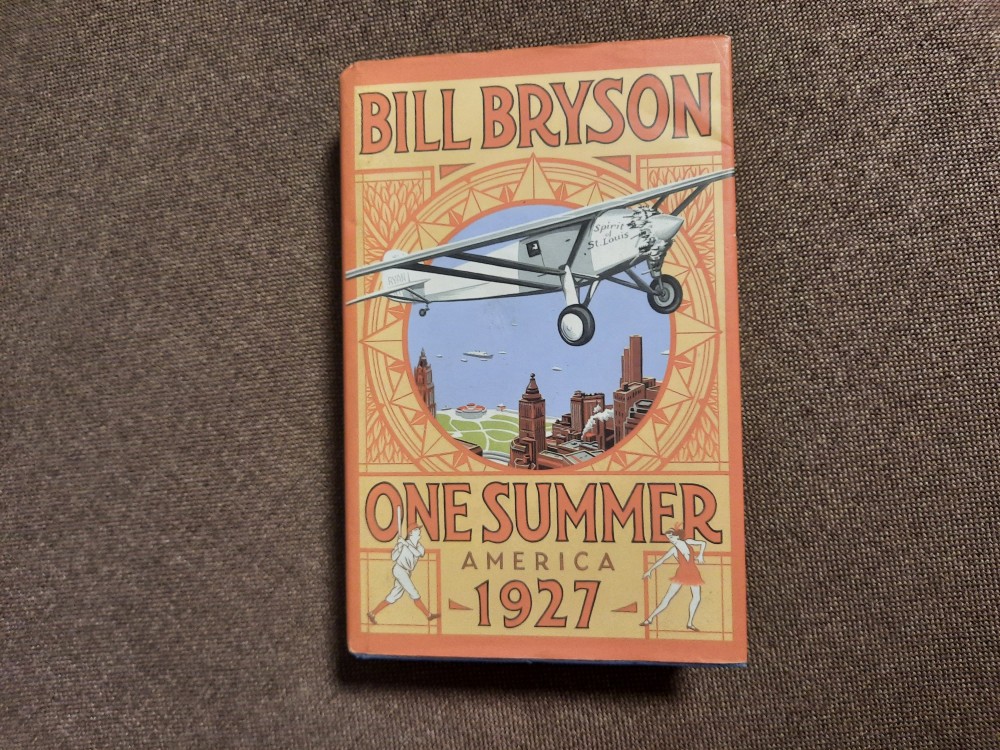 BILL BRYSON
Spirit
of
St. Louis
ONE SUMMER
AMERICA
1927